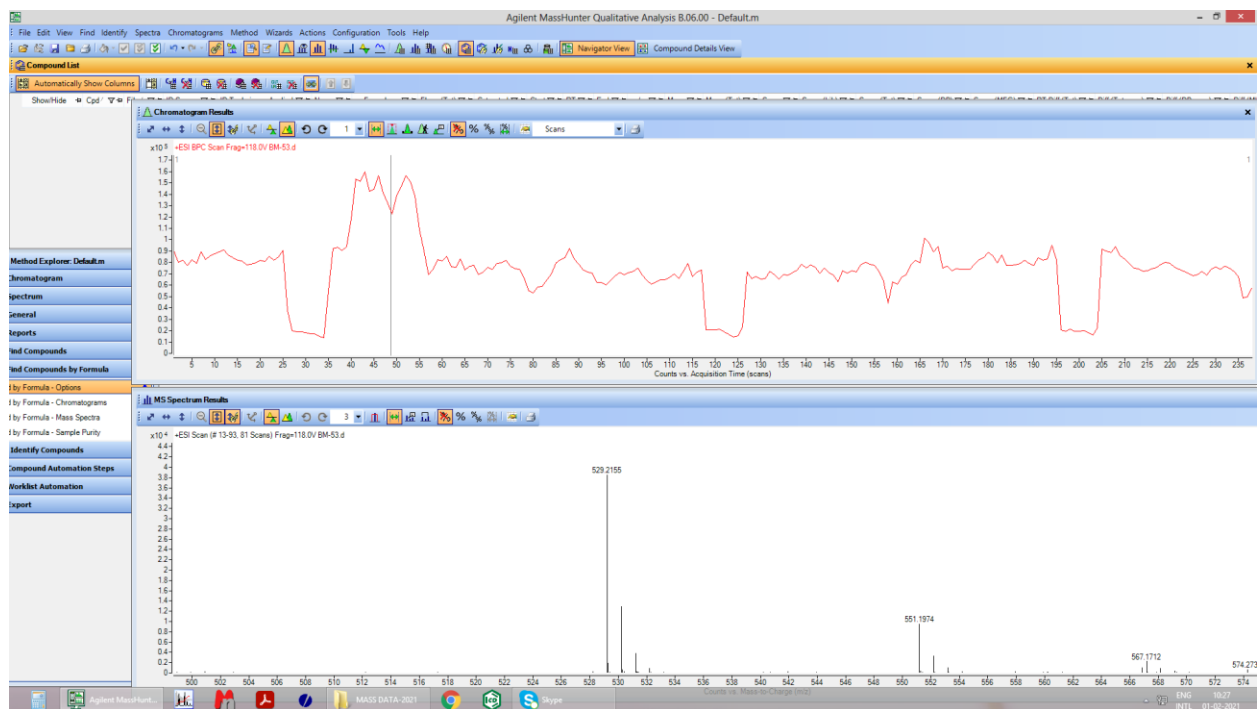 Agilent MassHunter Qualitative Analysis B.06.00 - Default.m
File Edit View Find Identify Spectra Chromatograms Method Wizards Actions Configuration Tools Help
Navigator View Compound Details View
Compound List
Automatically Show Columns
Show/Hide Cpd
Chromatogram Results
1 Scans
x10 5 +ESI BPC Scan Frag=118.0V BM-53.d
1 1
1.7
1.6
1.5
1.4
1.3
1.2
1.1
1
0.9
0.8
0.7
0.6
0.5
0.4
0.3
0.2
0.1
0
5 10 15 20 25 30 35 40 45 50 55 60 65 70 75 80 85 90 95 100 105 110 115 120 125 130 135 140 145 150 155 160 165 170 175 180 185 190 195 200 205 210 215 220 225 230 235
Counts vs. Acquisition Time (scans)
Method Explorer: Default.m
Chromatogram
Spectrum
General
Reports
Find Compounds
Find Compounds by Formula
d by Formula - Options
d by Formula - Chromatograms
d by Formula - Mass Spectra
d by Formula - Sample Purity
Identify Compounds
Compound Automation Steps
Worklist Automation
Export
MS Spectrum Results
3
x10 4 +ESI Scan (# 13-93, 81 Scans) Frag=118.0V BM-53.d
4.4
4.2
4
3.8
3.6
3.4
3.2
3
2.8
2.6
2.4
2.2
2
1.8
1.6
1.4
1.2
1
0.8
0.6
0.4
0.2
0
529.2155
551.1974
567.1712
574.273
500 502 504 506 508 510 512 514 516 518 520 522 524 526 528 530 532 534 536 538 540 542 544 546 548 550 552 554 556 558 560 562 564 566 568 570 572 574
Counts vs. Mass-to-Charge (m/z)
Agilent MassHunt...
MASS DATA-2021
Skype
ENG 10:27
INTL 01-02-2021